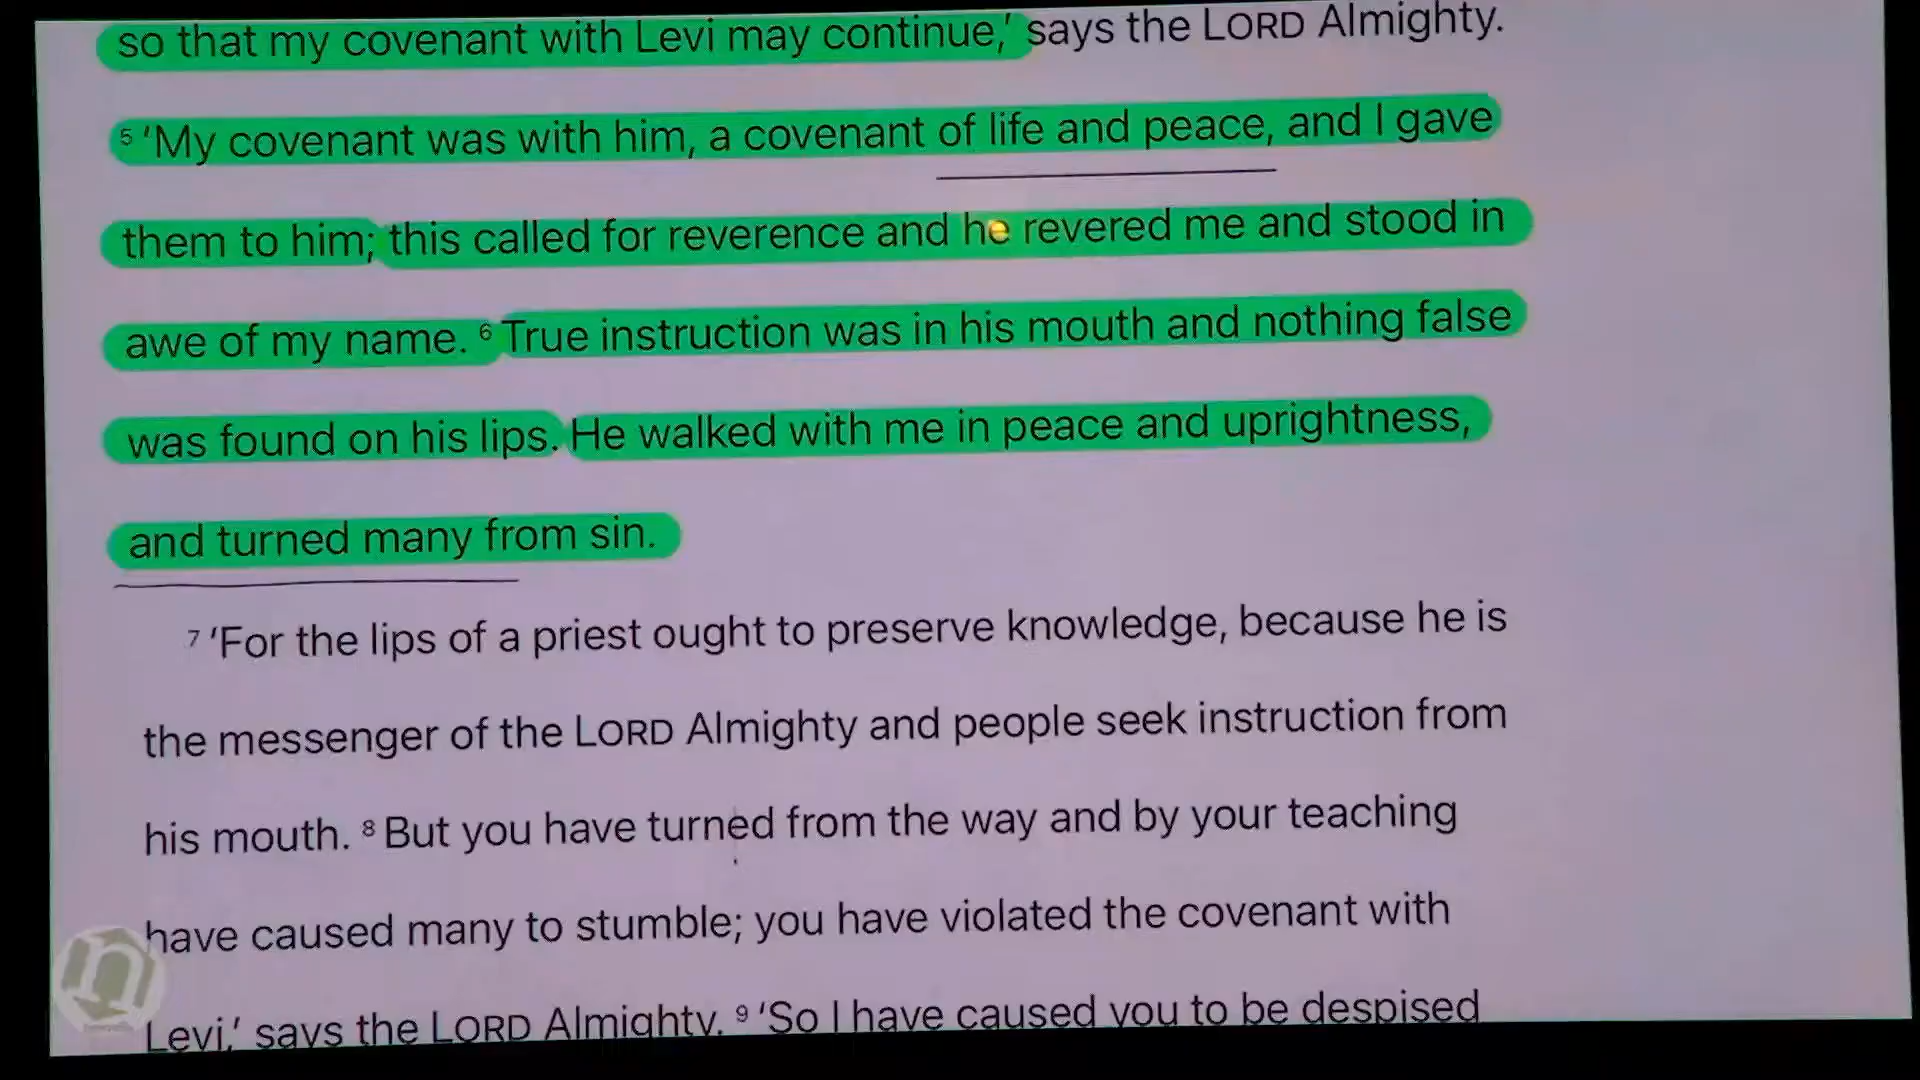 so that my covenant with Levi may continue,’ says the LORD Almighty.
5 ‘My covenant was with him, a covenant of life and peace, and I gave
them to him; this called for reverence and he revered me and stood in
awe of my name. 6 True instruction was in his mouth and nothing false
was found on his lips. He walked with me in peace and uprightness,
and turned many from sin.
7 ‘For the lips of a priest ought to preserve knowledge, because he is
the messenger of the LORD Almighty and people seek instruction from
his mouth. 8 But you have turned from the way and by your teaching
have caused many to stumble; you have violated the covenant with
Levi,’ says the LORD Almighty. 9 ‘So I have caused you to be despised
n